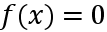 f(x) = 0